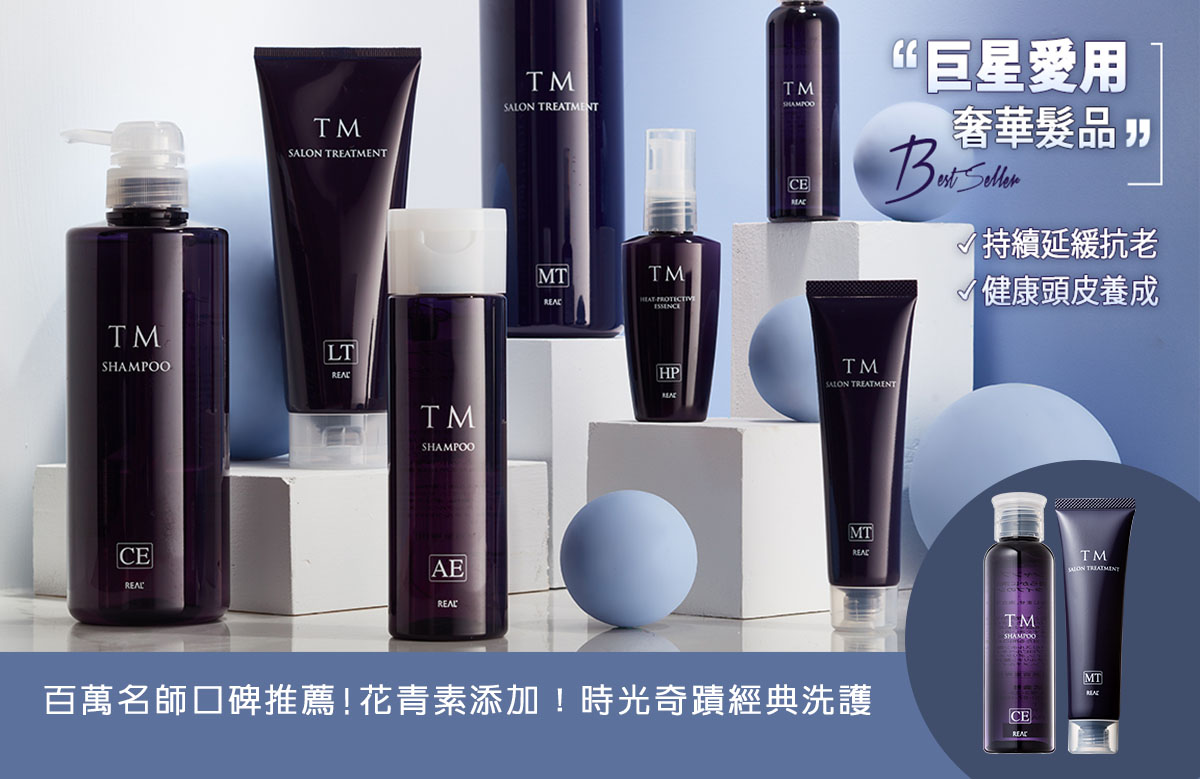 “巨星愛用
奢華髮品”
Best Seller
✓持續延緩抗老
✓健康頭皮養成
TM
SHAMPOO
CE
REAL
TM
SALON TREATMENT
LT
REAL
TM
SHAMPOO
AE
REAL
TM
SALON TREATMENT
MT
REAL
TM
HEAT-PROTECTIVE
ESSENCE
HP
REAL
TM
SHAMPOO
CE
REAL
TM
SALON TREATMENT
MT
REAL
TM
SHAMPOO
CE
REAL
TM
SALON TREATMENT
MT
REAL
百萬名師口碑推薦!花青素添加！時光奇蹟經典洗護